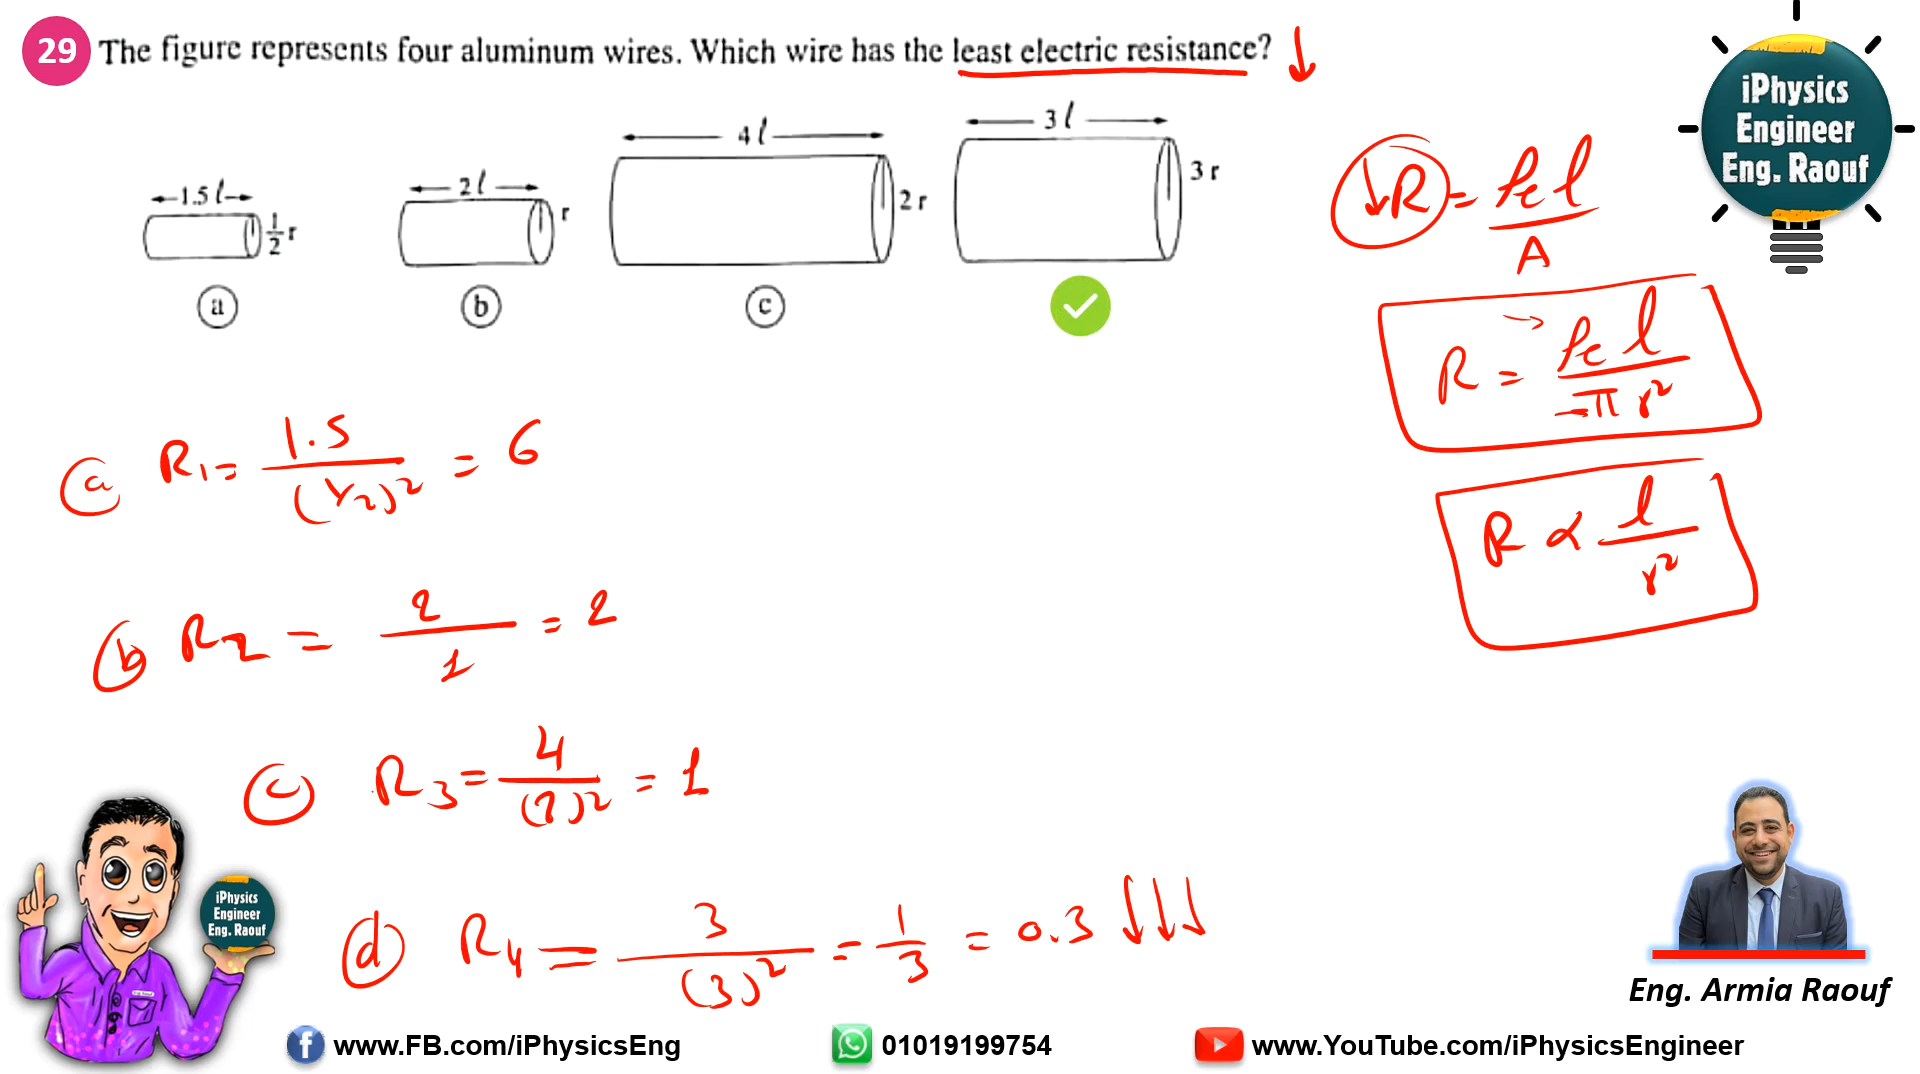 29 The figure represents four aluminum wires. Which wire has the least electric resistance? ↓
iPhysics
Engineer
Eng. Raouf
1.5 l
1/2 r
2 l
r
4 l
2 r
3 l
3 r
a
b
c
↓R = ρe l / A
R = ρe l / π r²
R ∝ l / r²
a R1 = 1.5 / (1/2)² = 6
b R2 = 2 / 1 = 2
c R3 = 4 / (2)² = 1
d R4 = 3 / (3)² = 1/3 = 0.3 ↓↓↓
iPhysics
Engineer
Eng. Raouf
Eng. Armia Raouf
www.FB.com/iPhysicsEng
01019199754
www.YouTube.com/iPhysicsEngineer